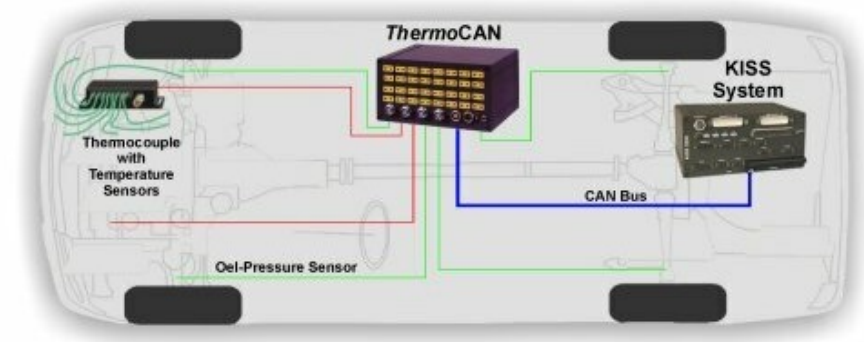 ThermoCAN
KISS
System
Thermocouple
with
Temperature
Sensors
CAN Bus
Oel-Pressure Sensor